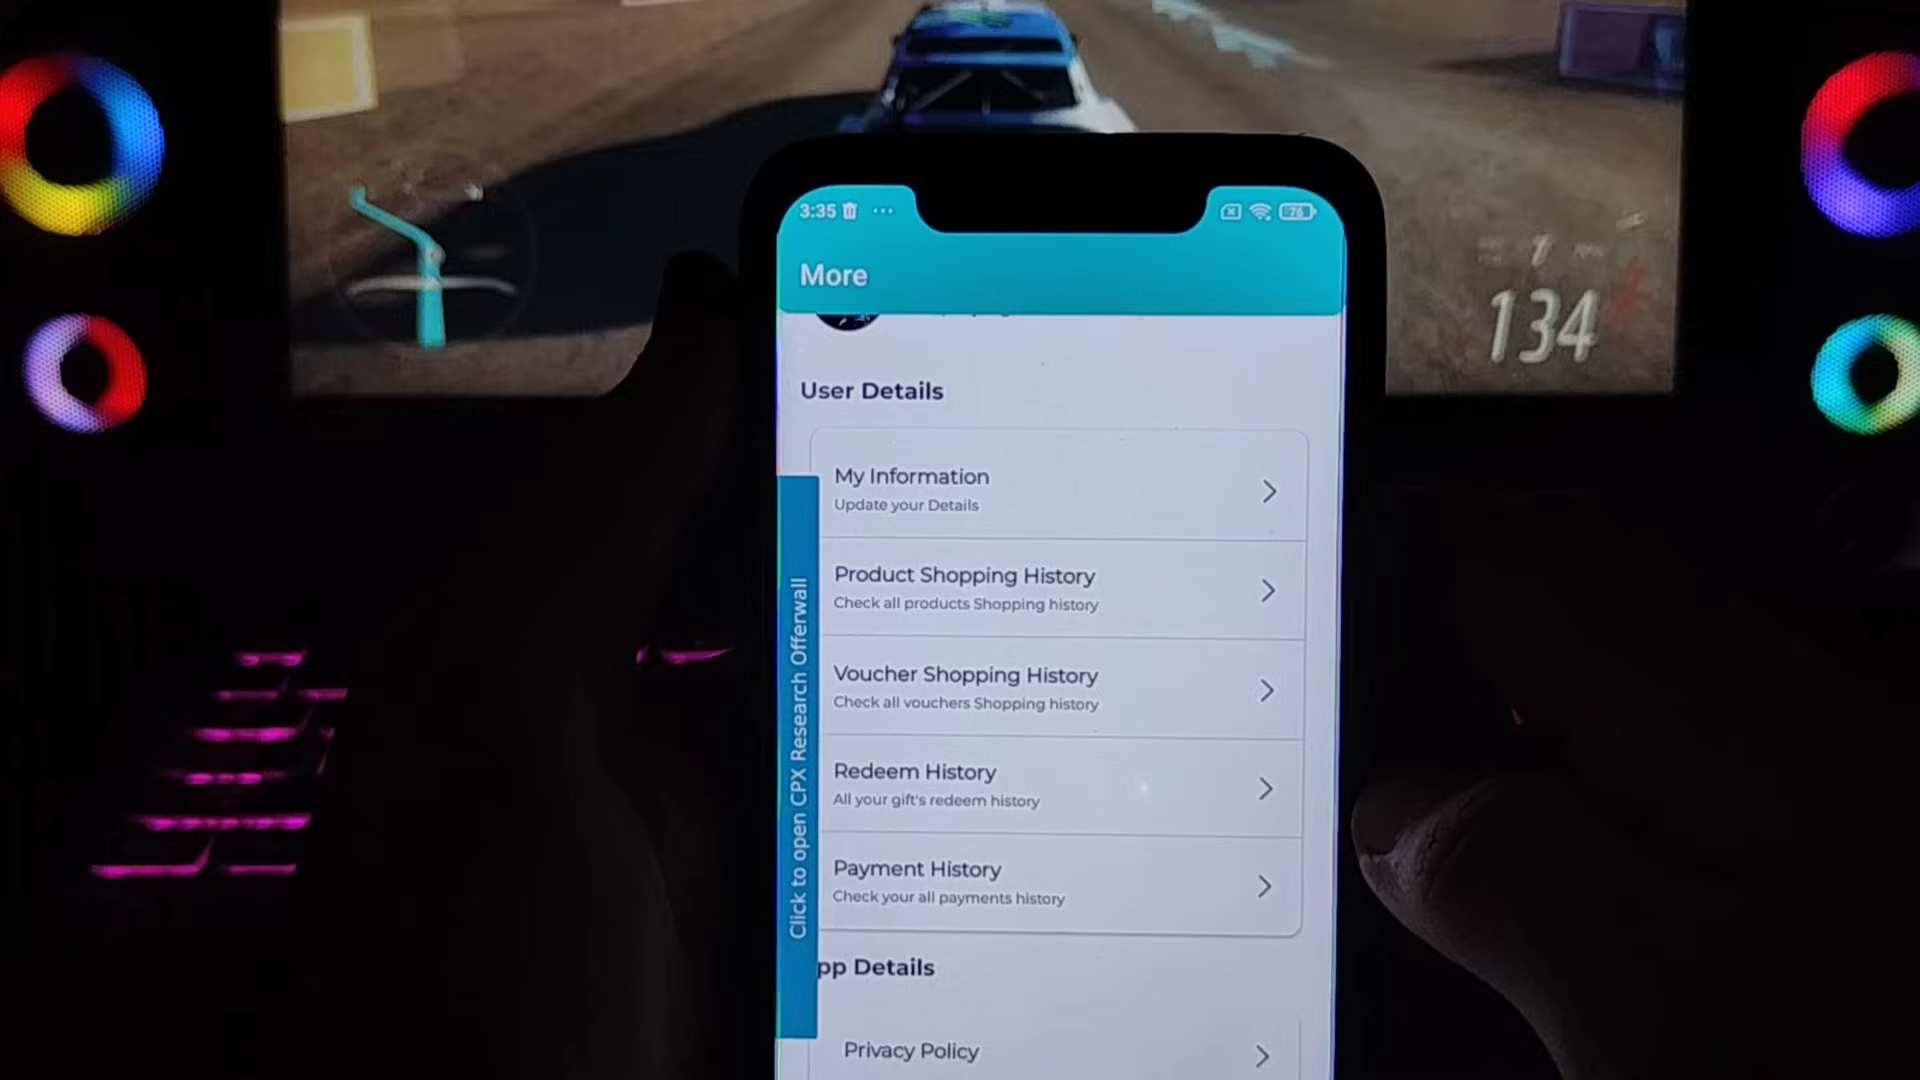 3:35
76
More
User Details
My Information
Update your Details
Product Shopping History
Check all products Shopping history
Voucher Shopping History
Check all vouchers Shopping history
Redeem History
All your gift's redeem history
Payment History
Check your all payments history
pp Details
Privacy Policy
Click to open CPX Research Offerwall
134